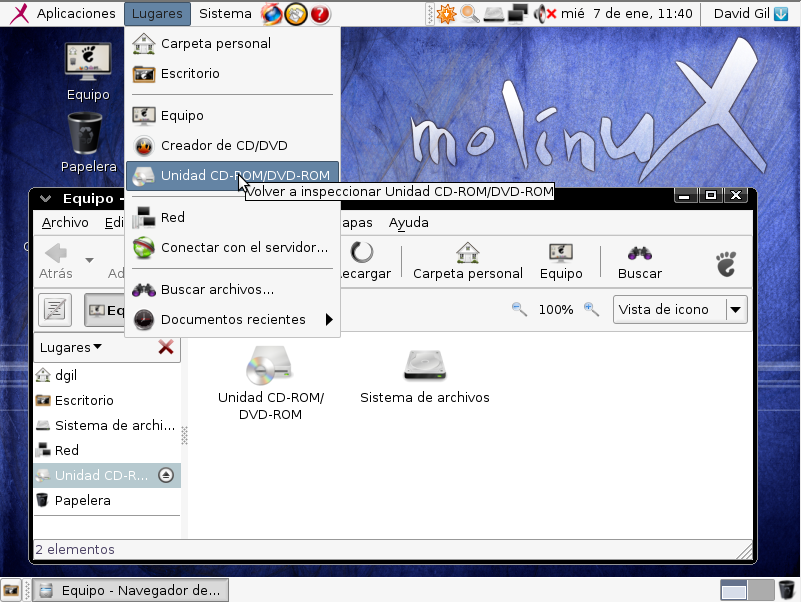 Aplicaciones Lugares Sistema mié 7 de ene, 11:40 David Gil
Carpeta personal
Escritorio
Equipo
Creador de CD/DVD
Unidad CD-ROM/DVD-ROM
Volver a inspeccionar Unidad CD-ROM/DVD-ROM
Red
Conectar con el servidor...
Buscar archivos...
Documentos recientes
Equipo
Papelera
molinux
Equipo -
Archivo Edi apas Ayuda
Atrás Ad ecargar Carpeta personal Equipo Buscar
Eq 100% Vista de icono
Lugares
dgil
Escritorio
Sistema de archi...
Red
Unidad CD-R...
Papelera
Unidad CD-ROM/
DVD-ROM
Sistema de archivos
2 elementos
Equipo - Navegador de...